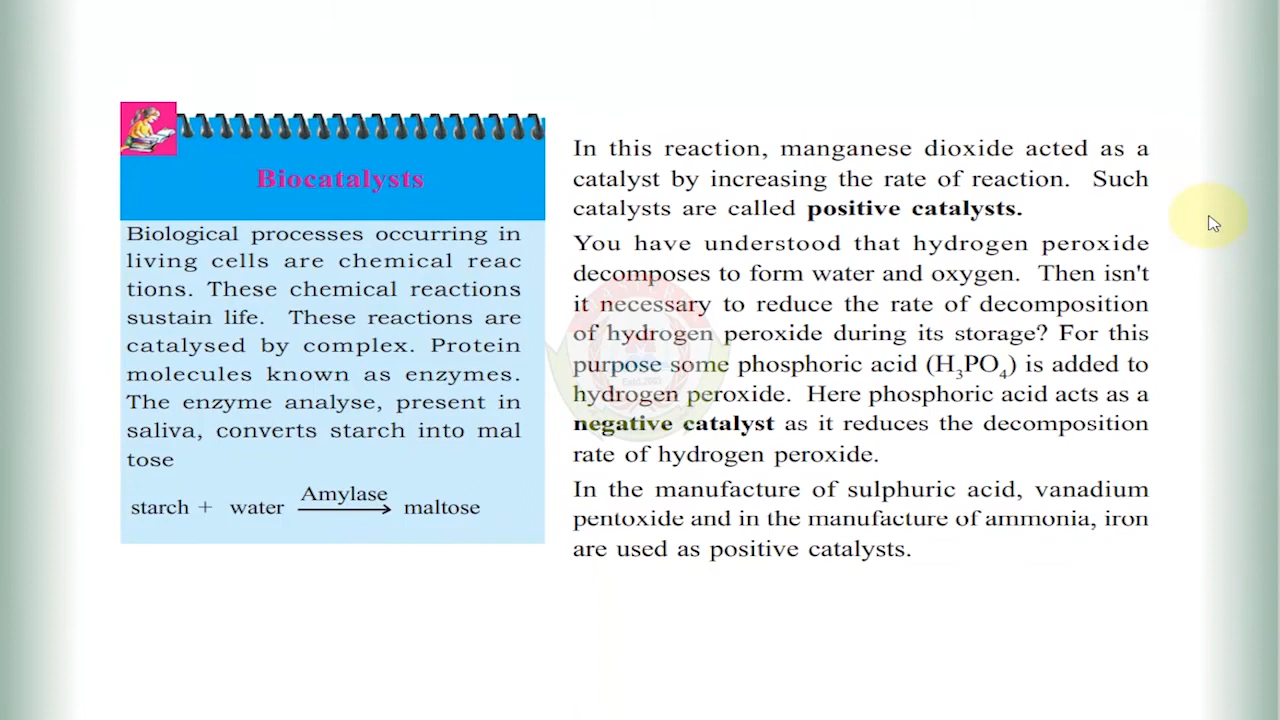 Biocatalysts
Biological processes occurring in
living cells are chemical reac
tions. These chemical reactions
sustain life. These reactions are
catalysed by complex. Protein
molecules known as enzymes.
The enzyme analyse, present in
saliva, converts starch into mal
tose
Amylase
starch + water ⟶ maltose
In this reaction, manganese dioxide acted as a
catalyst by increasing the rate of reaction. Such
catalysts are called positive catalysts.
You have understood that hydrogen peroxide
decomposes to form water and oxygen. Then isn't
it necessary to reduce the rate of decomposition
of hydrogen peroxide during its storage? For this
purpose some phosphoric acid (H₃PO₄) is added to
hydrogen peroxide. Here phosphoric acid acts as a
negative catalyst as it reduces the decomposition
rate of hydrogen peroxide.
In the manufacture of sulphuric acid, vanadium
pentoxide and in the manufacture of ammonia, iron
are used as positive catalysts.